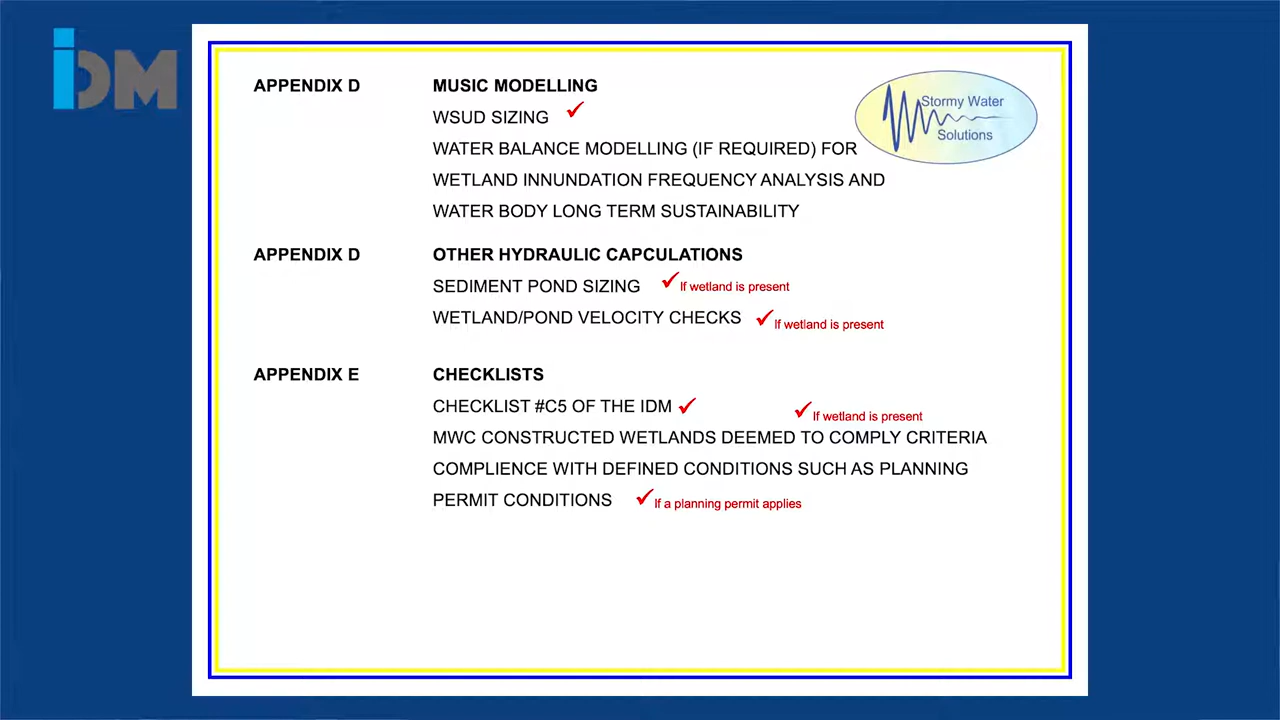 iDM
APPENDIX D MUSIC MODELLING
Stormy Water
Solutions
WSUD SIZING ✓
WATER BALANCE MODELLING (IF REQUIRED) FOR
WETLAND INNUNDATION FREQUENCY ANALYSIS AND
WATER BODY LONG TERM SUSTAINABILITY
APPENDIX D OTHER HYDRAULIC CAPCULATIONS
SEDIMENT POND SIZING ✓ If wetland is present
WETLAND/POND VELOCITY CHECKS ✓ If wetland is present
APPENDIX E CHECKLISTS
CHECKLIST #C5 OF THE IDM ✓ ✓ If wetland is present
MWC CONSTRUCTED WETLANDS DEEMED TO COMPLY CRITERIA
COMPLIENCE WITH DEFINED CONDITIONS SUCH AS PLANNING
PERMIT CONDITIONS ✓ If a planning permit applies